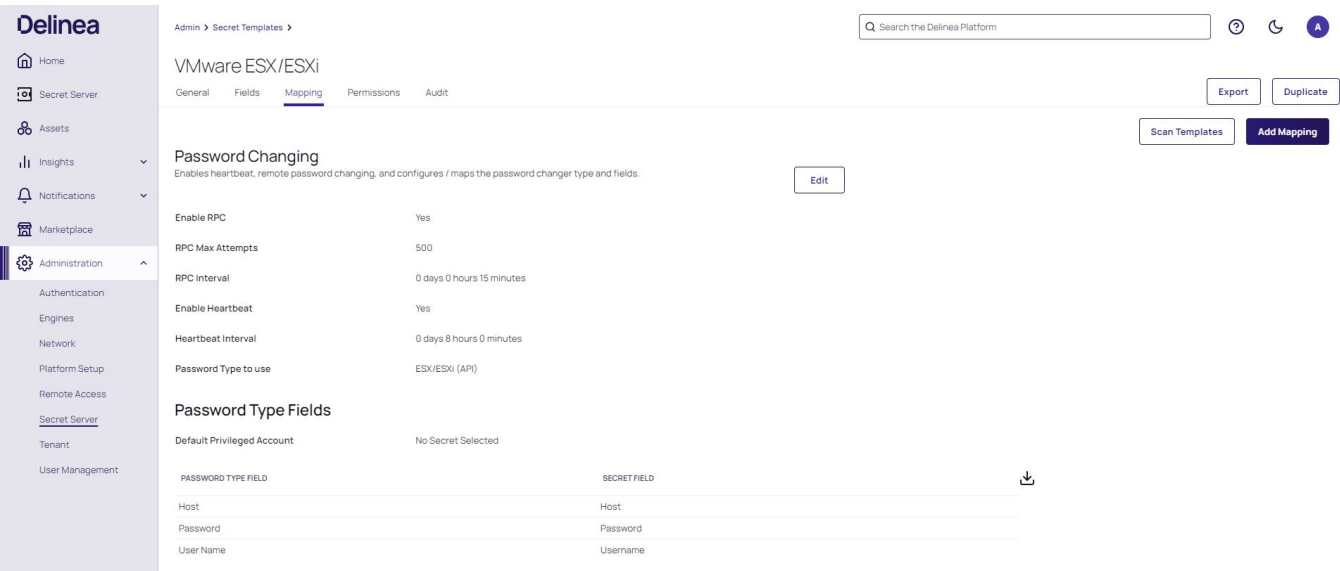 Delinea
Admin > Secret Templates >
Search the Delinea Platform
A
Home
Secret Server
Assets
Insights
Notifications
Marketplace
Administration
Authentication
Engines
Network
Platform Setup
Remote Access
Secret Server
Tenant
User Management
VMware ESX/ESXi
General Fields Mapping Permissions Audit
Export Duplicate
Scan Templates Add Mapping
Password Changing
Enables heartbeat, remote password changing, and configures / maps the password changer type and fields.
Edit
Enable RPC Yes
RPC Max Attempts 500
RPC Interval 0 days 0 hours 15 minutes
Enable Heartbeat Yes
Heartbeat Interval 0 days 8 hours 0 minutes
Password Type to use ESX/ESXi (API)
Password Type Fields
Default Privileged Account No Secret Selected
PASSWORD TYPE FIELD SECRET FIELD
Host Host
Password Password
User Name Username